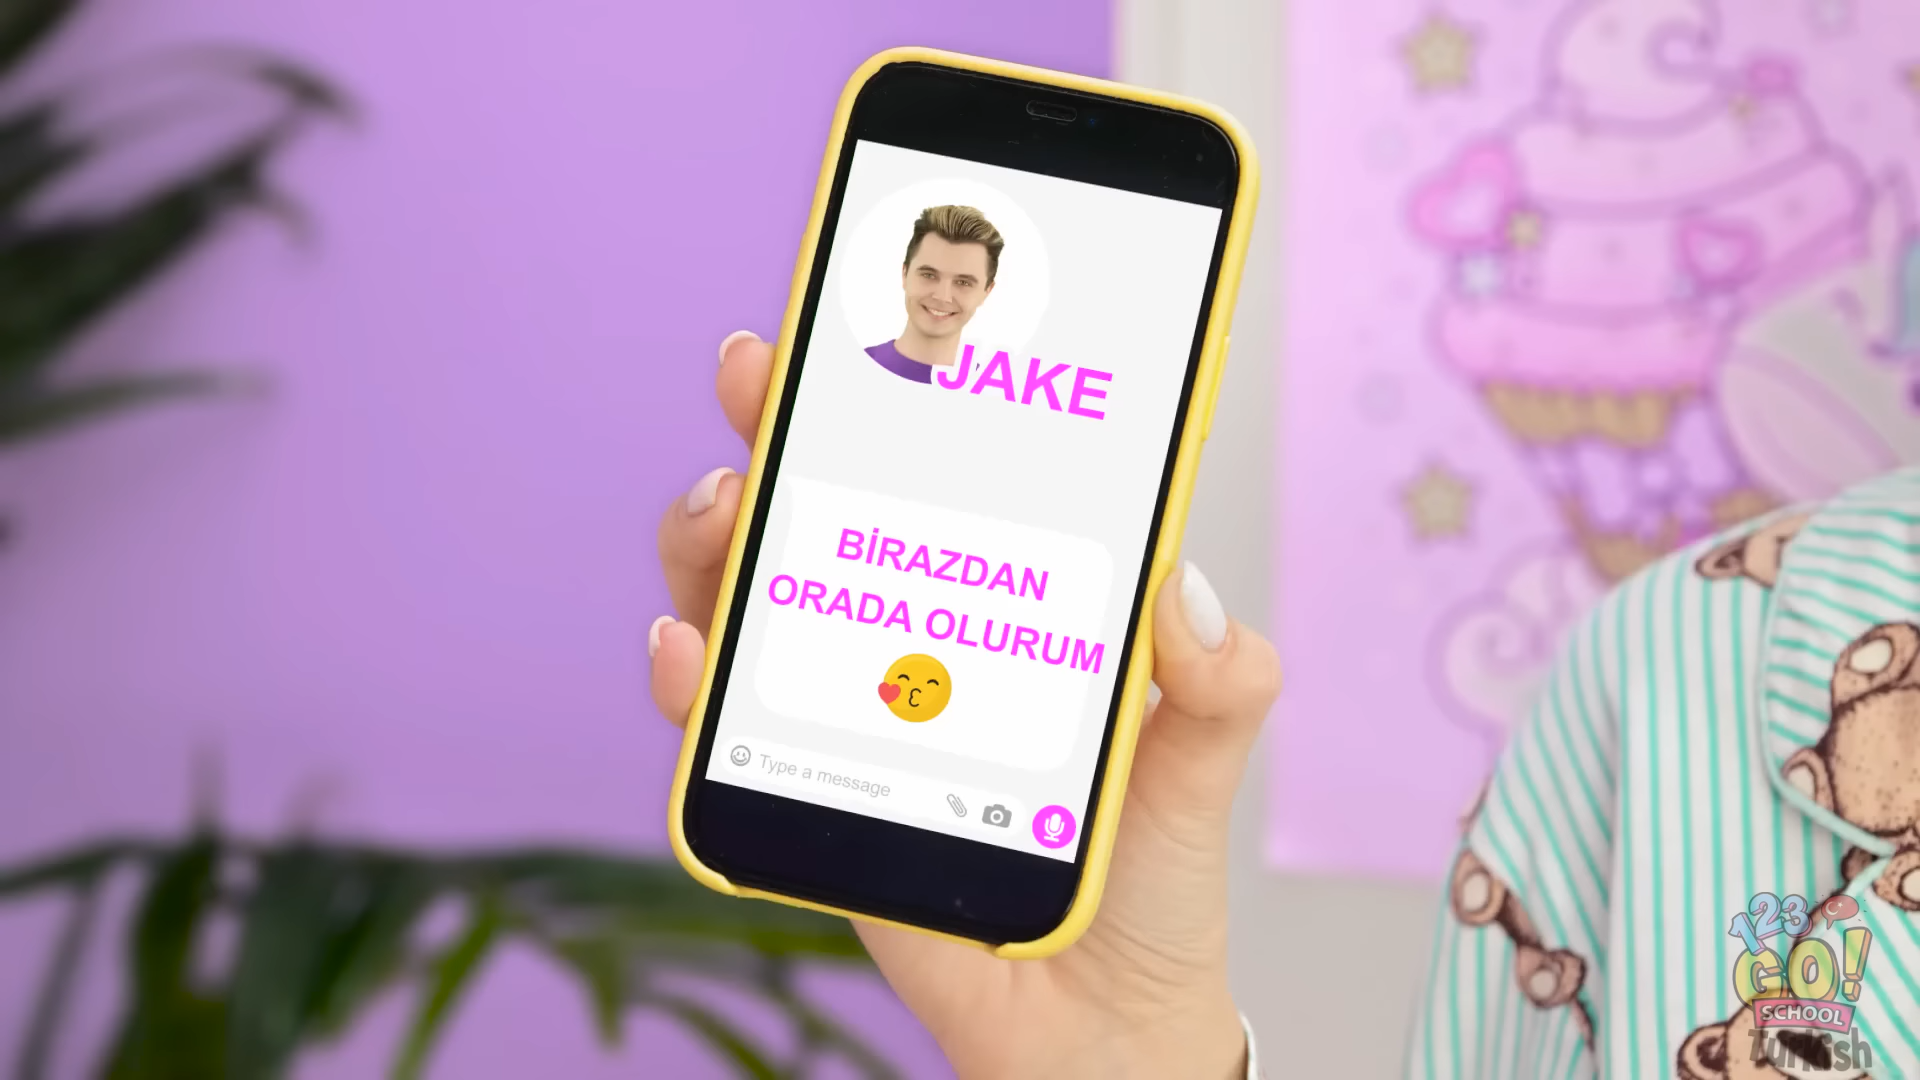 JAKE
BİRAZDAN
ORADA OLURUM
Type a message
123
GO!
SCHOOL
Turkish